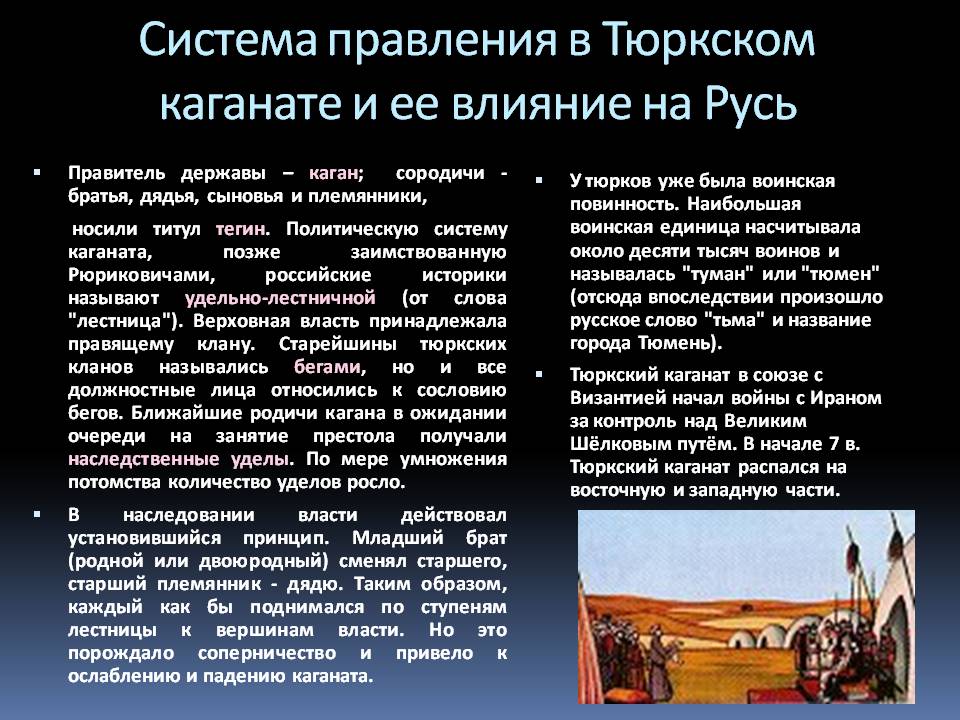 Система правления в Тюркском
каганате и ее влияние на Русь
Правитель державы – каган; сородичи -
братья, дядья, сыновья и племянники,
носили титул тегин. Политическую систему
каганата, позже заимствованную
Рюриковичами, российские историки
называют удельно-лестничной (от слова
"лестница"). Верховная власть принадлежала
правящему клану. Старейшины тюркских
кланов назывались бегами, но и все
должностные лица относились к сословию
бегов. Ближайшие родичи кагана в ожидании
очереди на занятие престола получали
наследственные уделы. По мере умножения
потомства количество уделов росло.
В наследовании власти действовал
установившийся принцип. Младший брат
(родной или двоюродный) сменял старшего,
старший племянник - дядю. Таким образом,
каждый как бы поднимался по ступеням
лестницы к вершинам власти. Но это
порождало соперничество и привело к
ослаблению и падению каганата.
У тюрков уже была воинская
повинность. Наибольшая
воинская единица насчитывала
около десяти тысяч воинов и
называлась "туман" или "тюмен"
(отсюда впоследствии произошло
русское слово "тьма" и название
города Тюмень).
Тюркский каганат в союзе с
Византией начал войны с Ираном
за контроль над Великим
Шёлковым путём. В начале 7 в.
Тюркский каганат распался на
восточную и западную части.